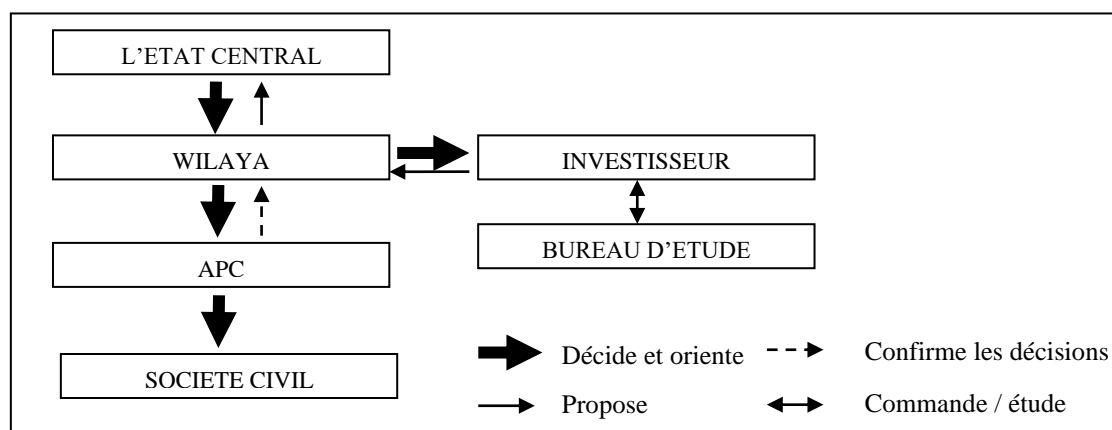 L’ETAT CENTRAL
WILAYA
INVESTISSEUR
BUREAU D’ETUDE
APC
SOCIETE CIVIL
Décide et oriente
Confirme les décisions
Propose
Commande / étude